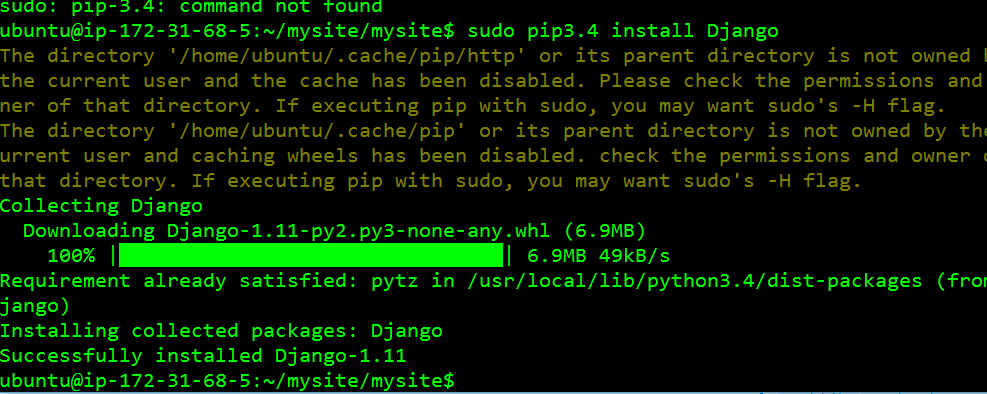 sudo: pip-3.4: command not found
ubuntu@ip-172-31-68-5:~/mysite/mysite$ sudo pip3.4 install Django
The directory '/home/ubuntu/.cache/pip/http' or its parent directory is not owned
the current user and the cache has been disabled. Please check the permissions and
ner of that directory. If executing pip with sudo, you may want sudo's -H flag.
The directory '/home/ubuntu/.cache/pip' or its parent directory is not owned by the
urrent user and caching wheels has been disabled. check the permissions and owner
that directory. If executing pip with sudo, you may want sudo's -H flag.
Collecting Django
Downloading Django-1.11-py2.py3-none-any.whl (6.9MB)
100% | | 6.9MB 49kB/s
Requirement already satisfied: pytz in /usr/local/lib/python3.4/dist-packages (from
jango)
Installing collected packages: Django
Successfully installed Django-1.11
ubuntu@ip-172-31-68-5:~/mysite/mysite$